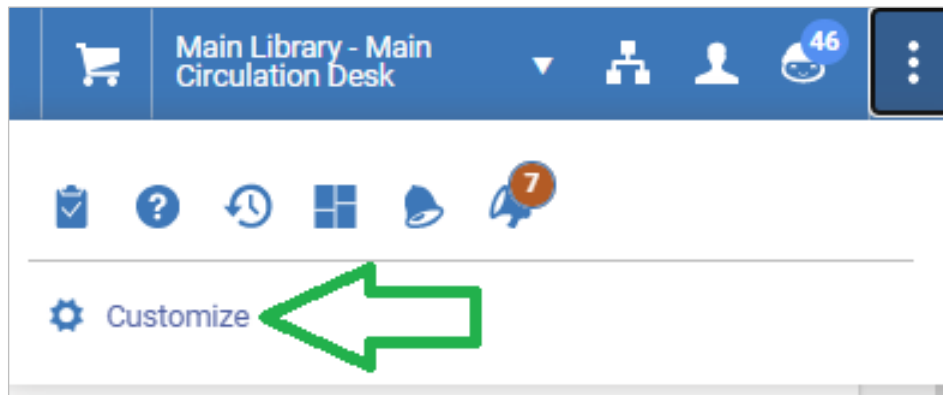 Main Library - Main
Circulation Desk
46
?
7
Customize